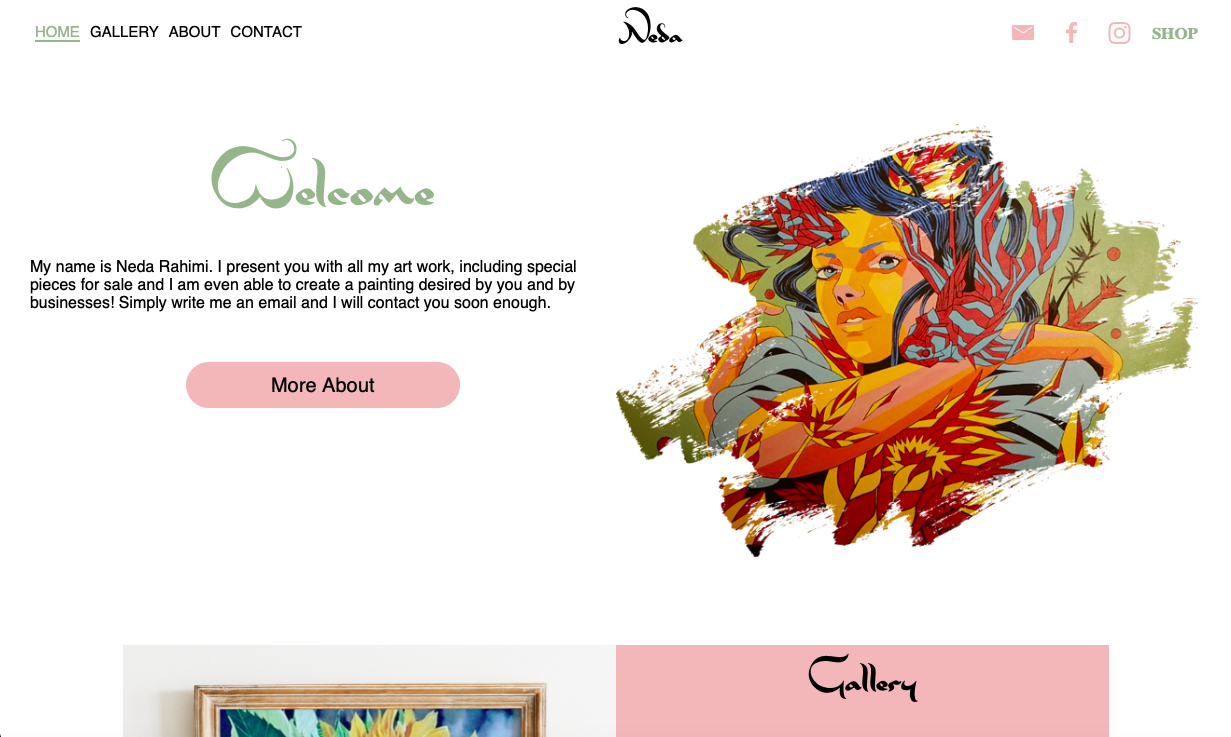 HOME GALLERY ABOUT CONTACT
Neda
SHOP
Welcome
My name is Neda Rahimi. I present you with all my art work, including special
pieces for sale and I am even able to create a painting desired by you and by
businesses! Simply write me an email and I will contact you soon enough.
More About
Gallery